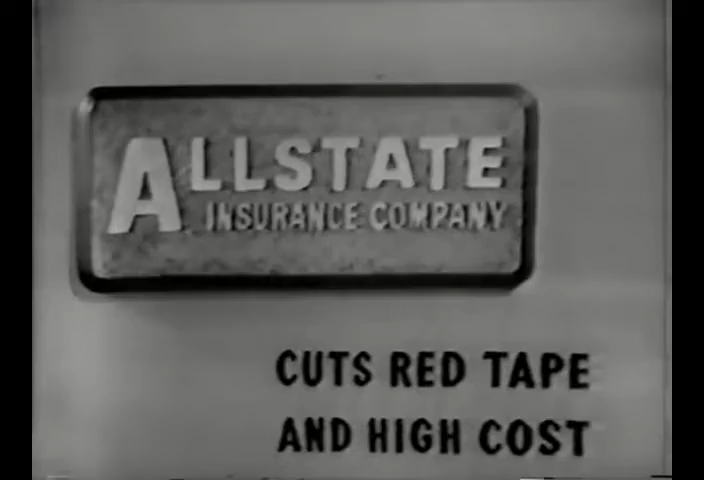 ALLSTATE
INSURANCE COMPANY
CUTS RED TAPE
AND HIGH COST